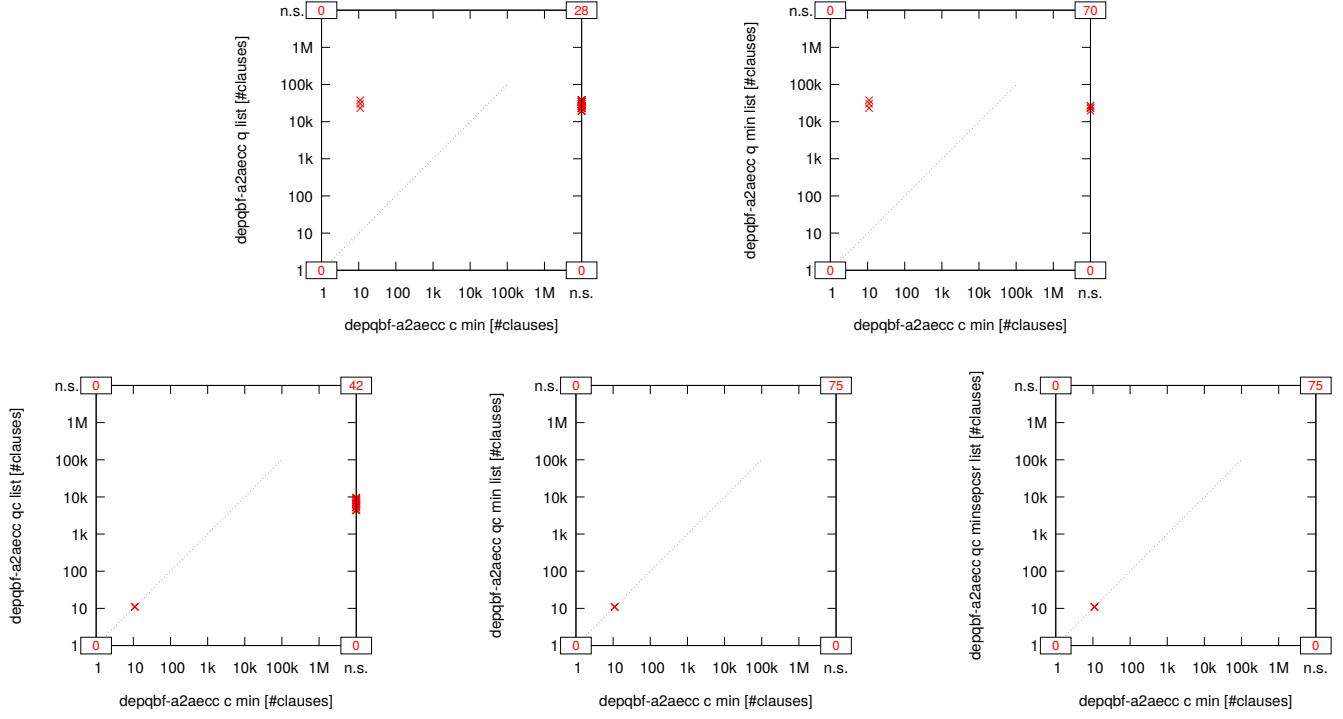 n.s. 0 28
1M
100k
10k
1k
100
10
1 0 0
1 10 100 1k 10k 100k 1M n.s.
depqbf-a2aecc q list [#clauses]
depqbf-a2aecc c min [#clauses]
n.s. 0 70
1M
100k
10k
1k
100
10
1 0 0
1 10 100 1k 10k 100k 1M n.s.
depqbf-a2aecc q min list [#clauses]
depqbf-a2aecc c min [#clauses]
n.s. 0 42
1M
100k
10k
1k
100
10
1 0 0
1 10 100 1k 10k 100k 1M n.s.
depqbf-a2aecc qc list [#clauses]
depqbf-a2aecc c min [#clauses]
n.s. 0 75
1M
100k
10k
1k
100
10
1 0 0
1 10 100 1k 10k 100k 1M n.s.
depqbf-a2aecc qc min list [#clauses]
depqbf-a2aecc c min [#clauses]
n.s. 0 75
1M
100k
10k
1k
100
10
1 0 0
1 10 100 1k 10k 100k 1M n.s.
depqbf-a2aecc qc minsepcsr list [#clauses]
depqbf-a2aecc c min [#clauses]